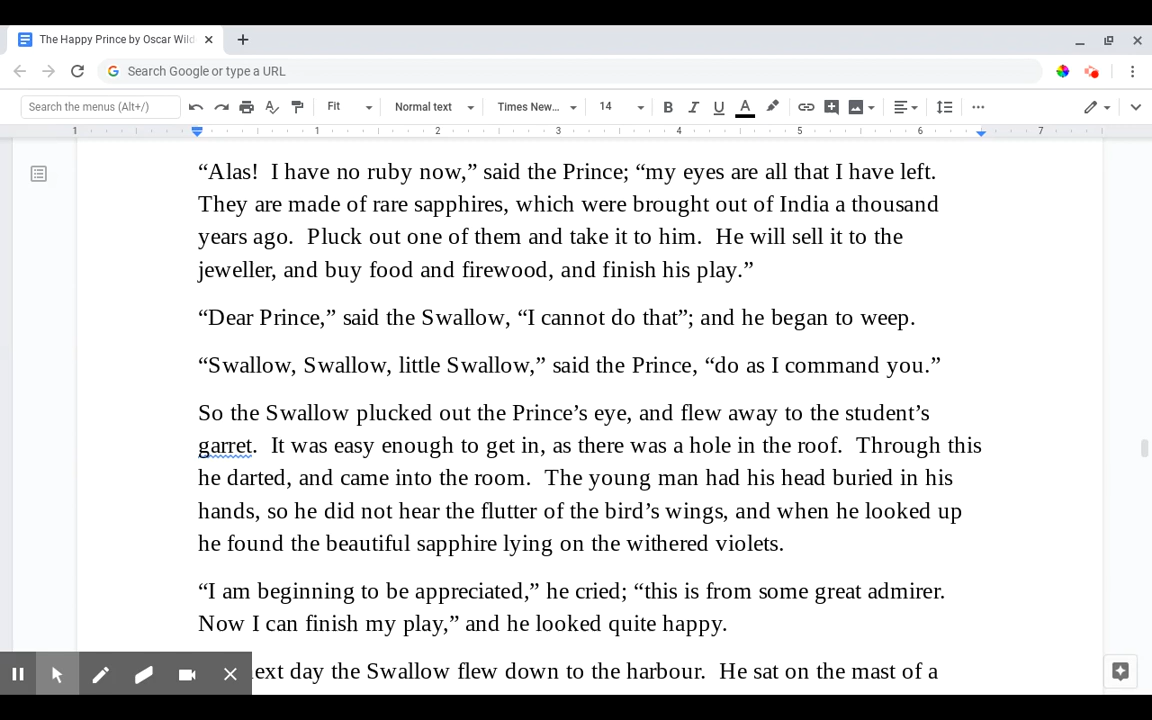 The Happy Prince by Oscar Wild
Search Google or type a URL
Search the menus (Alt+/)
Fit
Normal text
Times New...
14
B I U A
1 1 2 3 4 5 6 7
“Alas!  I have no ruby now,” said the Prince; “my eyes are all that I have left.
They are made of rare sapphires, which were brought out of India a thousand
years ago.  Pluck out one of them and take it to him.  He will sell it to the
jeweller, and buy food and firewood, and finish his play.”
“Dear Prince,” said the Swallow, “I cannot do that”; and he began to weep.
“Swallow, Swallow, little Swallow,” said the Prince, “do as I command you.”
So the Swallow plucked out the Prince’s eye, and flew away to the student’s
garret.  It was easy enough to get in, as there was a hole in the roof.  Through this
he darted, and came into the room.  The young man had his head buried in his
hands, so he did not hear the flutter of the bird’s wings, and when he looked up
he found the beautiful sapphire lying on the withered violets.
“I am beginning to be appreciated,” he cried; “this is from some great admirer.
Now I can finish my play,” and he looked quite happy.
ext day the Swallow flew down to the harbour.  He sat on the mast of a